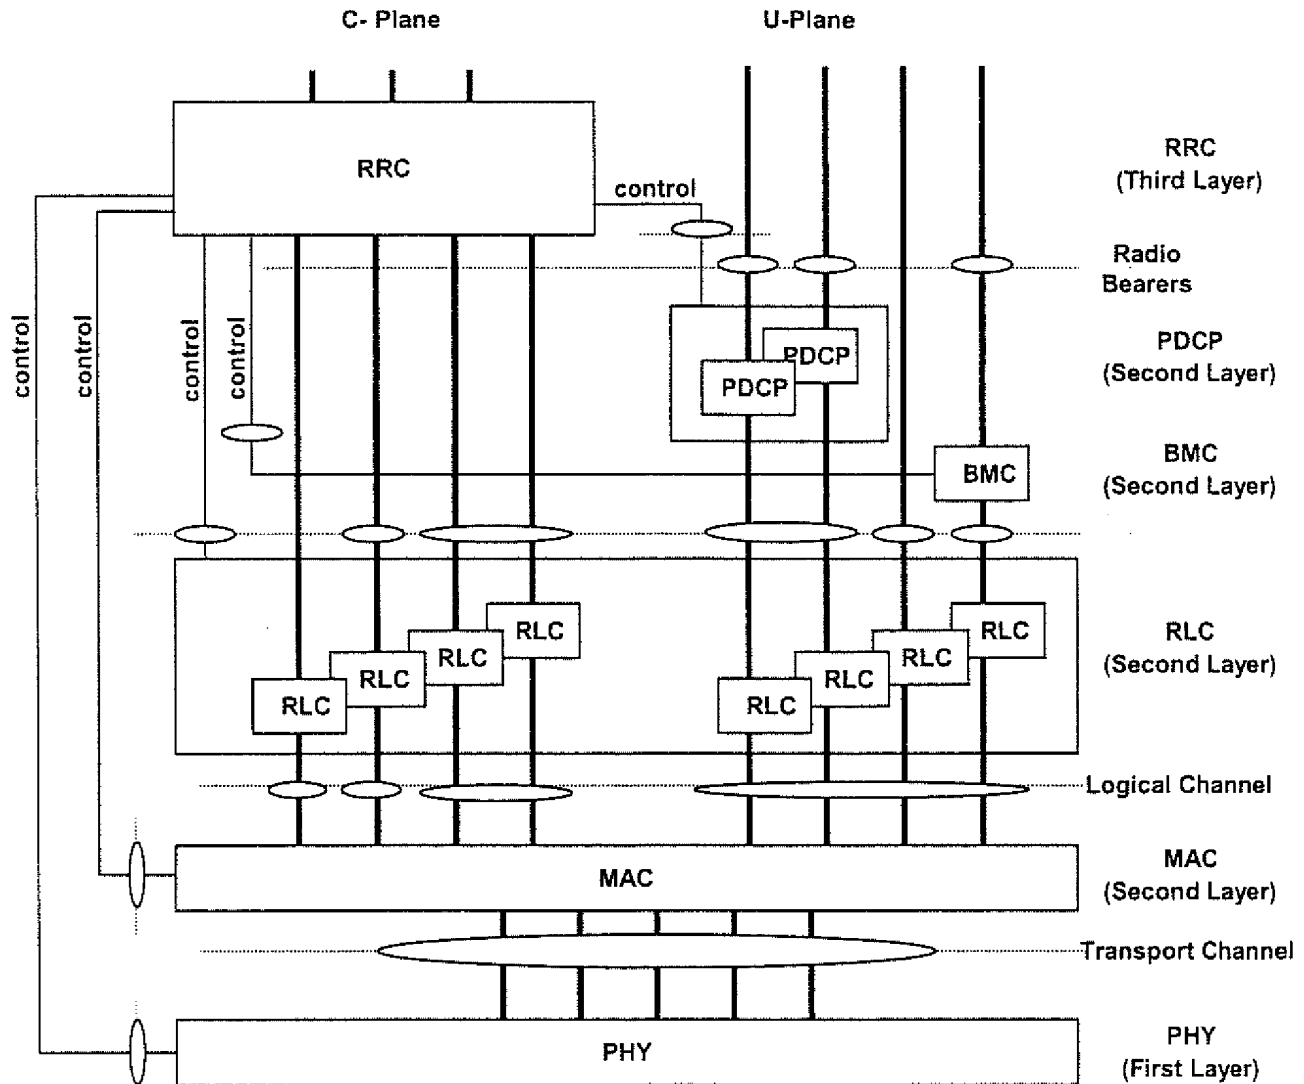 C- Plane
U-Plane
RRC
RRC
(Third Layer)
control
Radio
Bearers
control
control
control
control
PDCP
PDCP
PDCP
(Second Layer)
BMC
BMC
(Second Layer)
RLC
RLC
RLC
RLC
RLC
RLC
RLC
RLC
RLC
(Second Layer)
Logical Channel
MAC
MAC
(Second Layer)
Transport Channel
PHY
PHY
(First Layer)